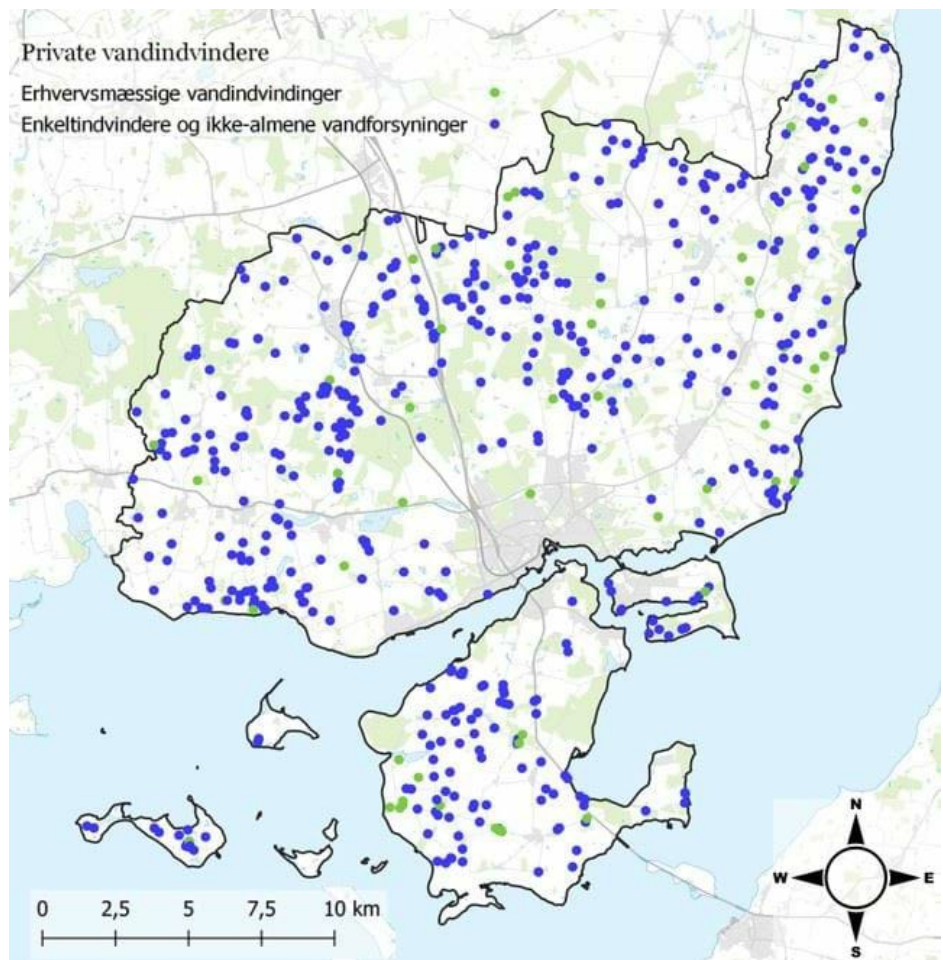 Private vandindvindere
Erhvervsmæssige vandindvindinger
Enkeltindvindere og ikke-almene vandforsyninger
N
W
E
S
0 2,5 5 7,5 10 km